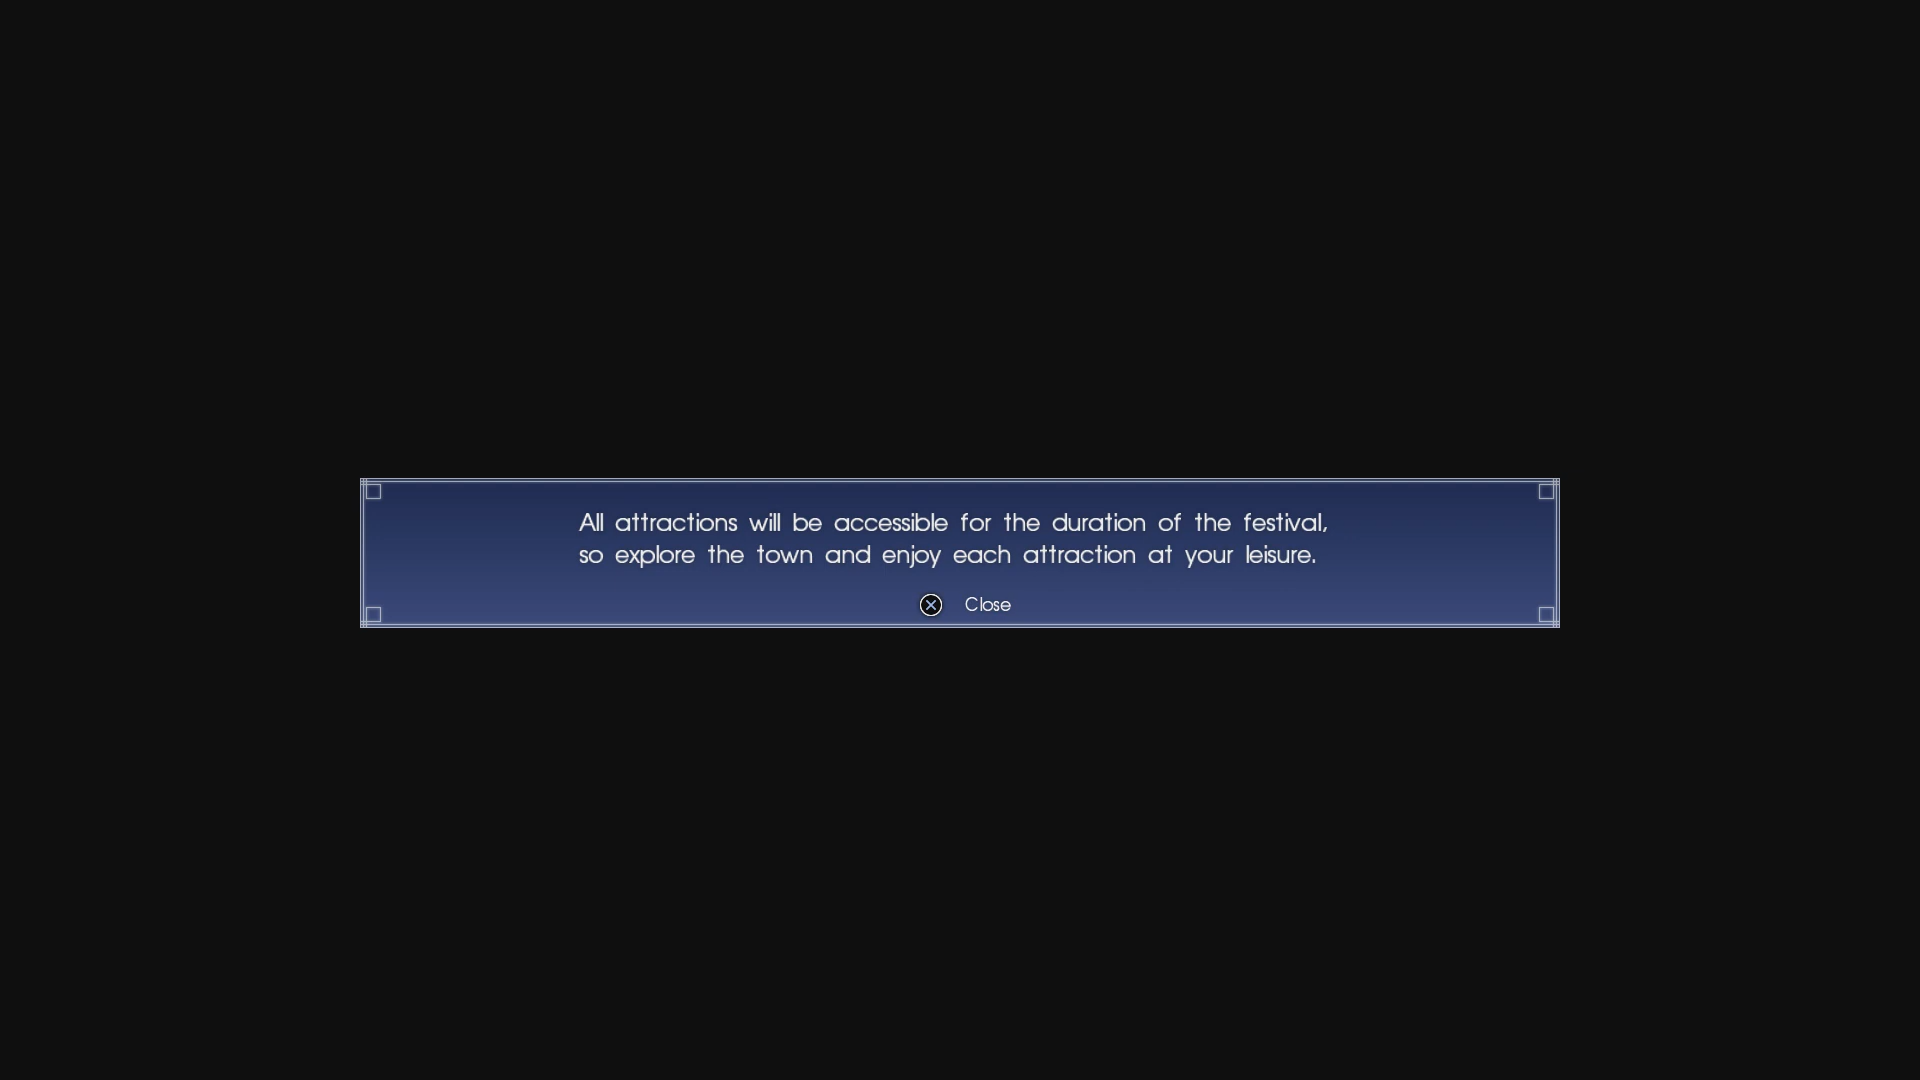 All attractions will be accessible for the duration of the festival,
so explore the town and enjoy each attraction at your leisure.
Close